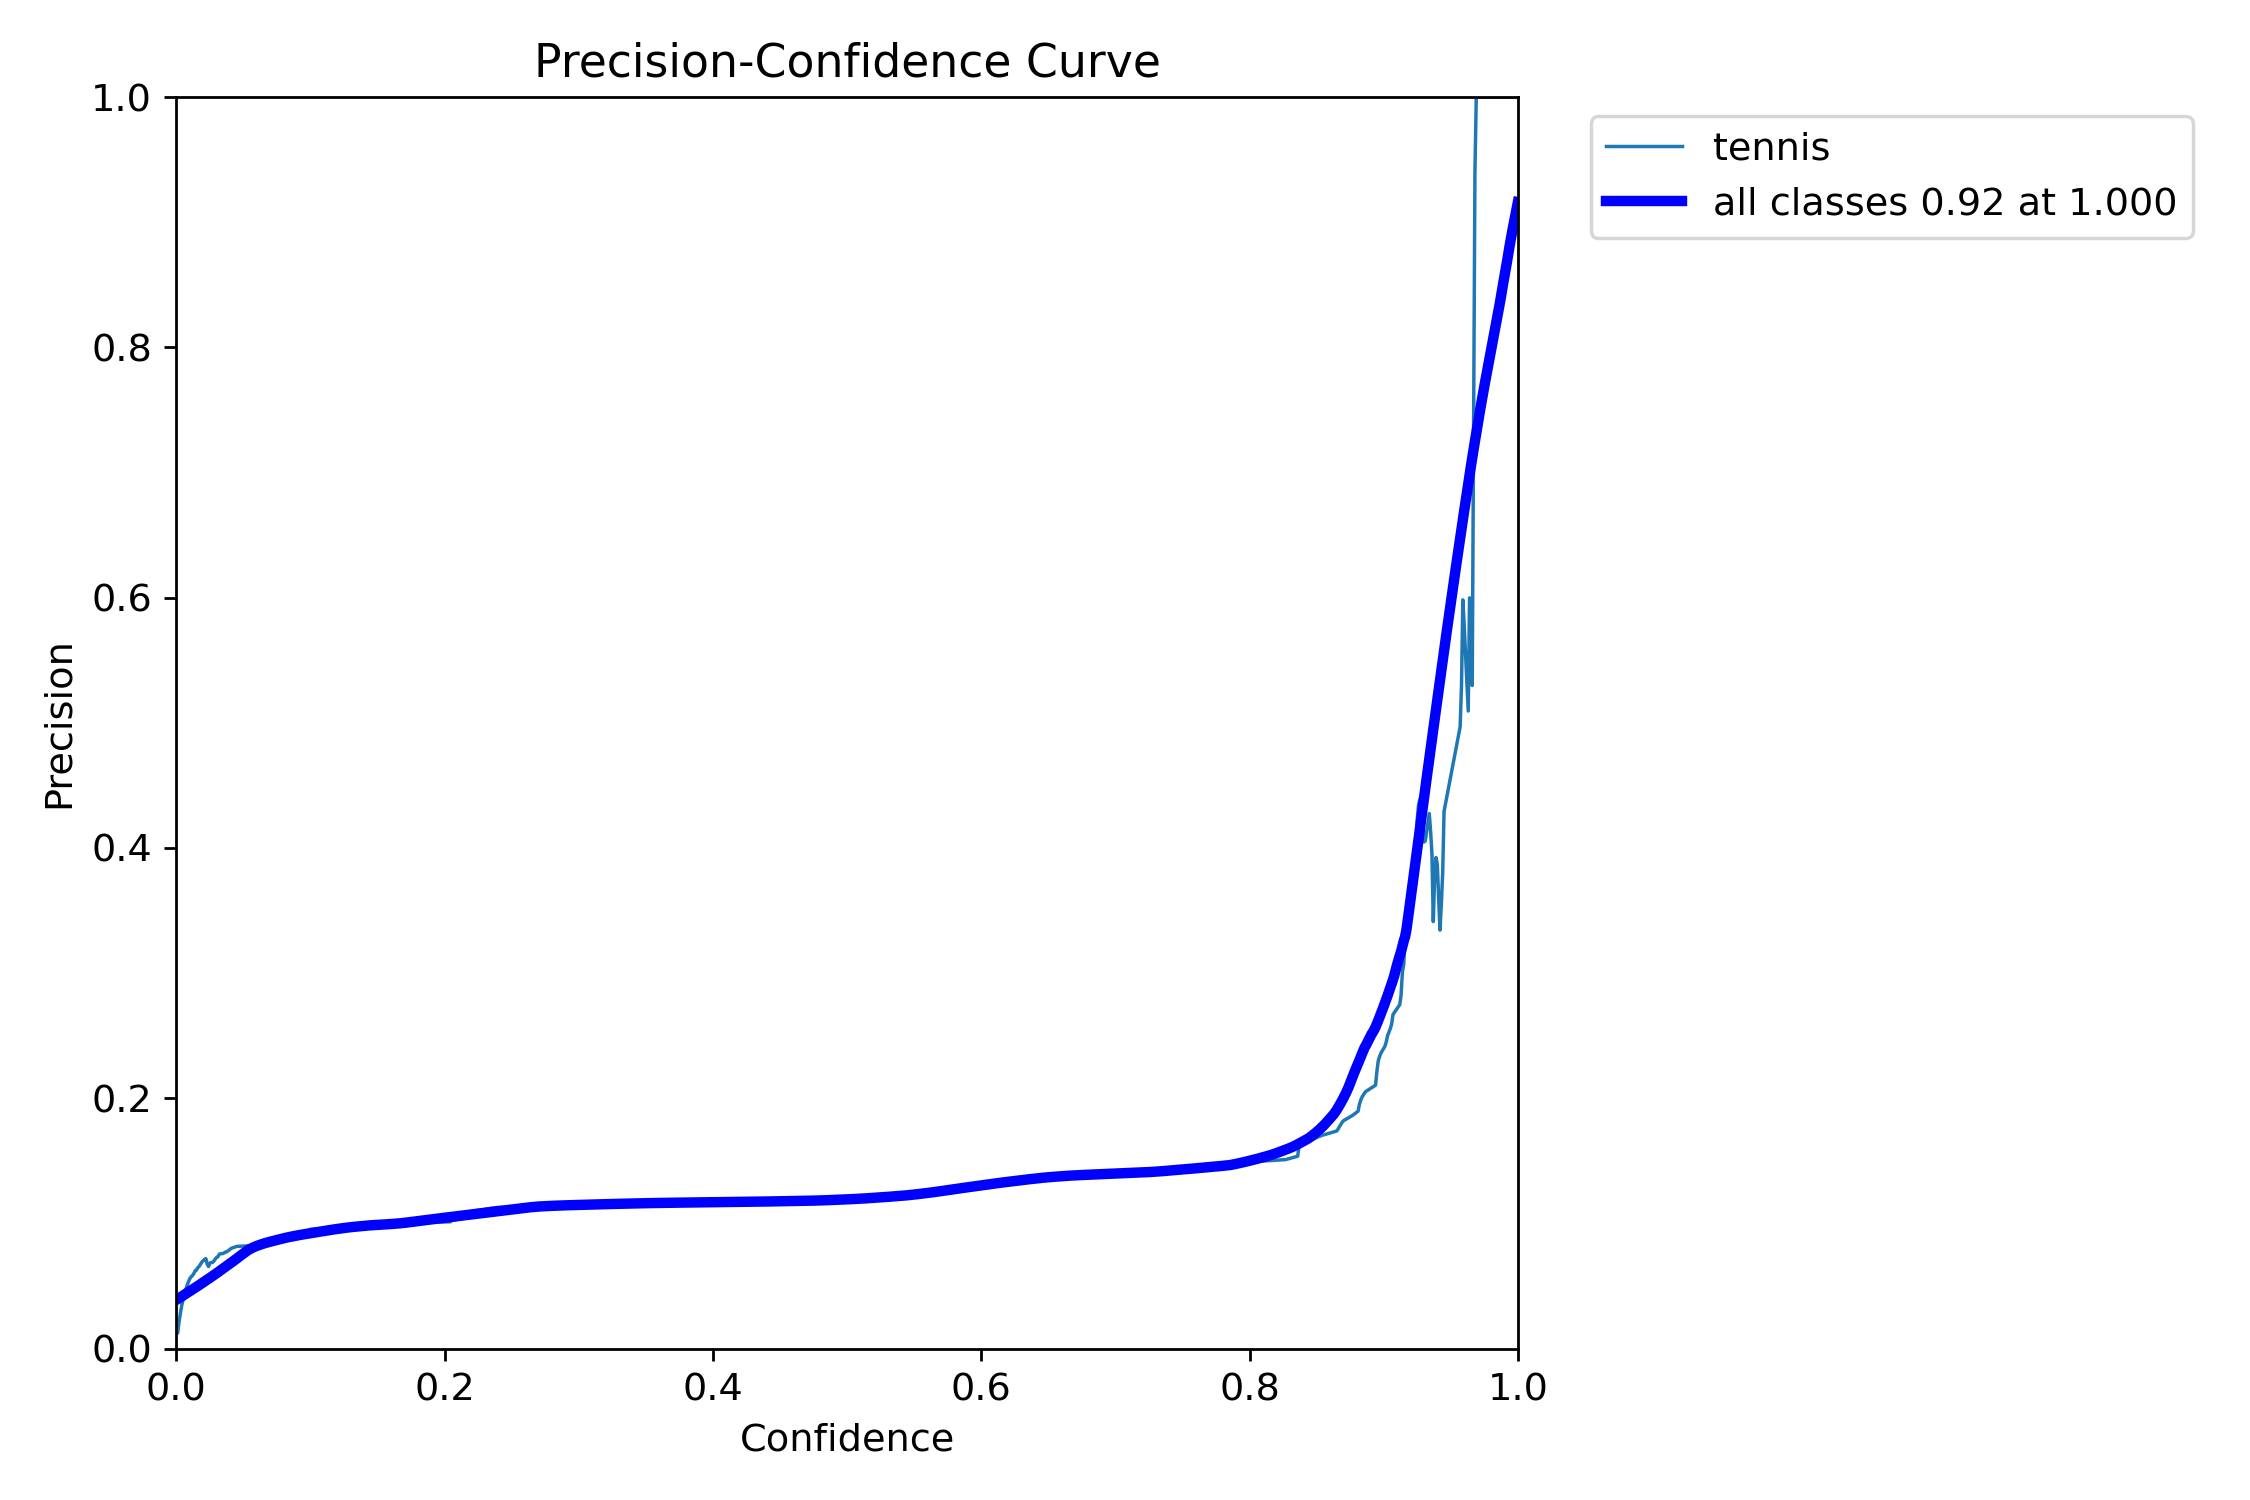 Precision-Confidence Curve
1.0
0.8
0.6
0.4
0.2
0.0
Precision
0.0 0.2 0.4 0.6 0.8 1.0
Confidence
tennis
all classes 0.92 at 1.000